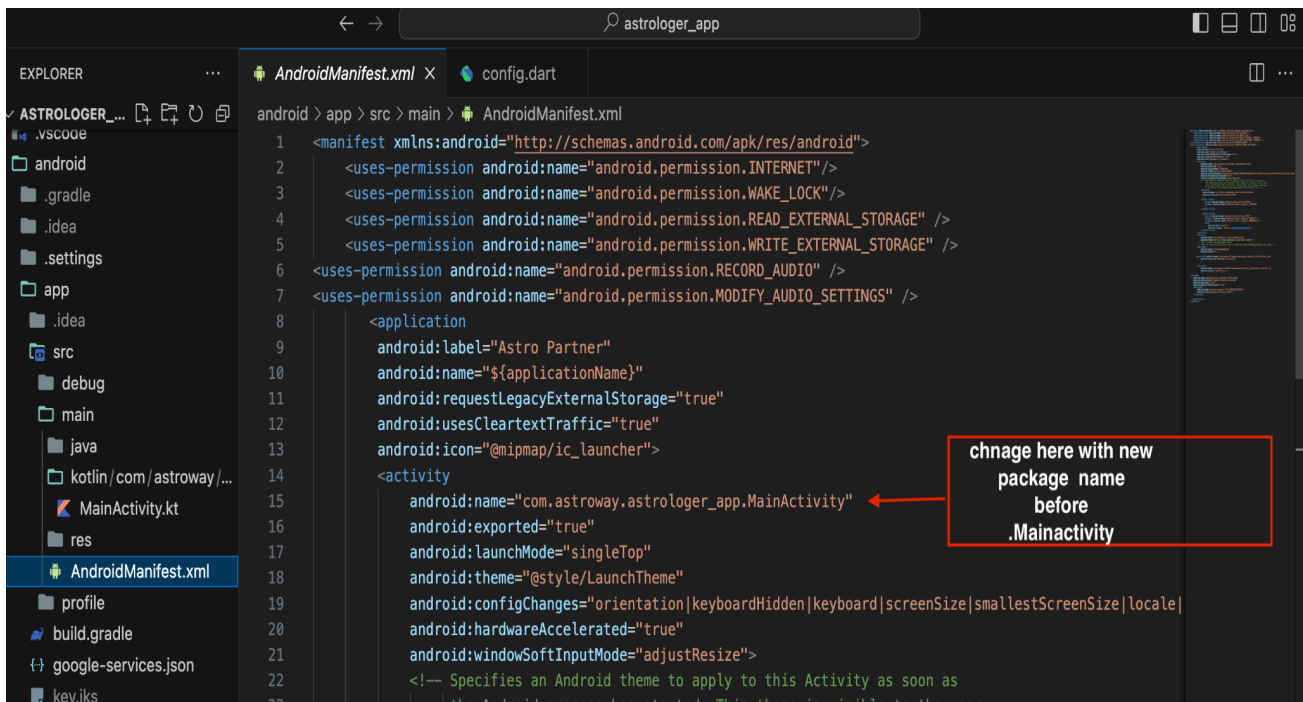 astrologer_app
EXPLORER
AndroidManifest.xml
config.dart
ASTROLOGER_...
android > app > src > main > AndroidManifest.xml
.vscode
android
.gradle
.idea
.settings
app
.idea
src
debug
main
java
kotlin/com/astroway/...
MainActivity.kt
res
AndroidManifest.xml
profile
build.gradle
google-services.json
key.jks
1 <manifest xmlns:android="http://schemas.android.com/apk/res/android">
2 <uses-permission android:name="android.permission.INTERNET"/>
3 <uses-permission android:name="android.permission.WAKE_LOCK"/>
4 <uses-permission android:name="android.permission.READ_EXTERNAL_STORAGE" />
5 <uses-permission android:name="android.permission.WRITE_EXTERNAL_STORAGE" />
6 <uses-permission android:name="android.permission.RECORD_AUDIO" />
7 <uses-permission android:name="android.permission.MODIFY_AUDIO_SETTINGS" />
8 <application
9 android:label="Astro Partner"
10 android:name="${applicationName}"
11 android:requestLegacyExternalStorage="true"
12 android:usesCleartextTraffic="true"
13 android:icon="@mipmap/ic_launcher">
14 <activity
15 android:name="com.astroway.astrologer_app.MainActivity"
16 android:exported="true"
17 android:launchMode="singleTop"
18 android:theme="@style/LaunchTheme"
19 android:configChanges="orientation|keyboardHidden|keyboard|screenSize|smallestScreenSize|locale|
20 android:hardwareAccelerated="true"
21 android:windowSoftInputMode="adjustResize">
22 <!-- Specifies an Android theme to apply to this Activity as soon as
chnage here with new
package name
before
.Mainactivity